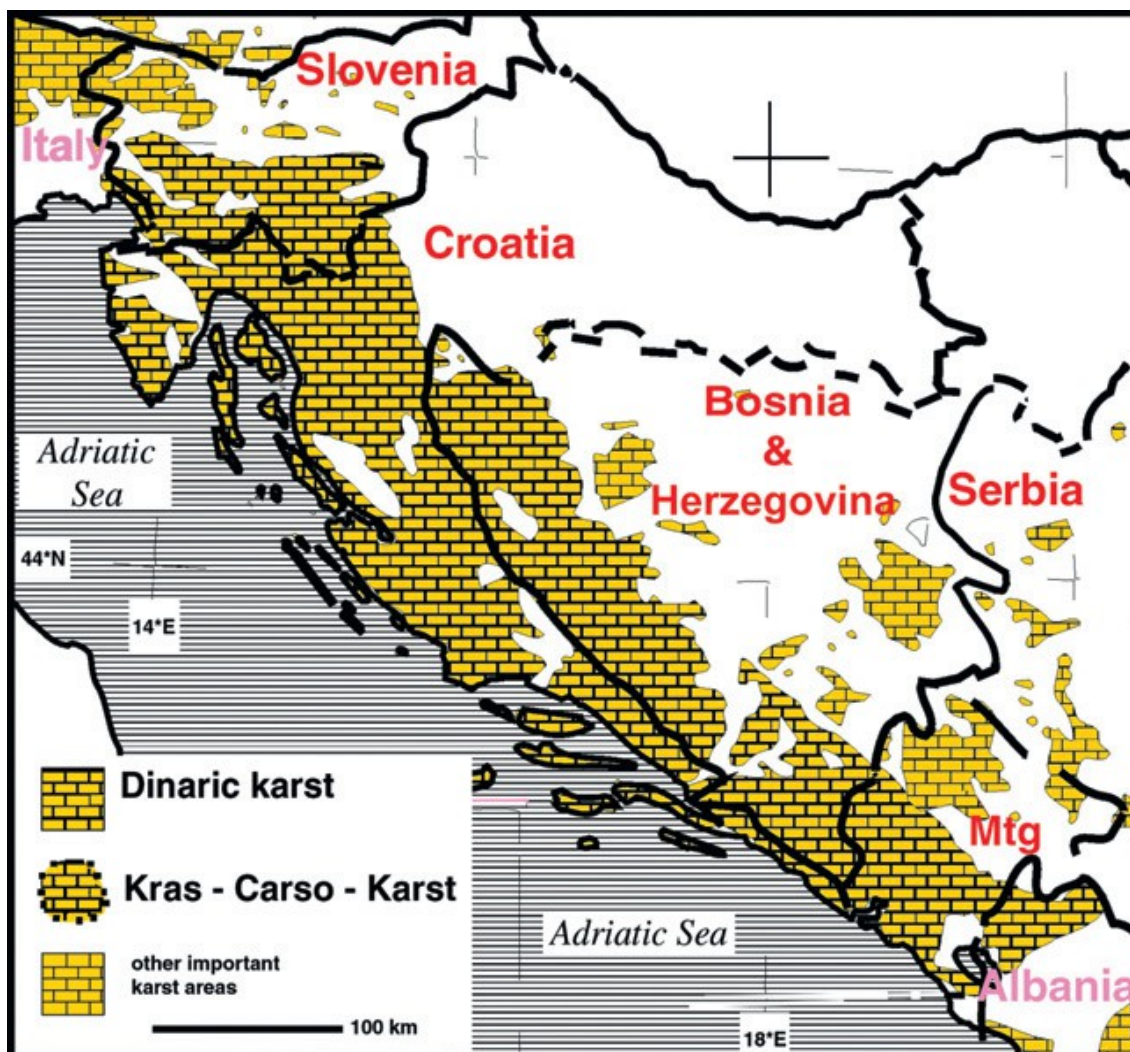 Slovenia
Italy
Croatia
Bosnia
&
Herzegovina
Serbia
Adriatic
Sea
44*N
14*E
Mtg
Dinaric karst
Kras - Carso - Karst
other important
karst areas
100 km
Adriatic Sea
18*E
Albania